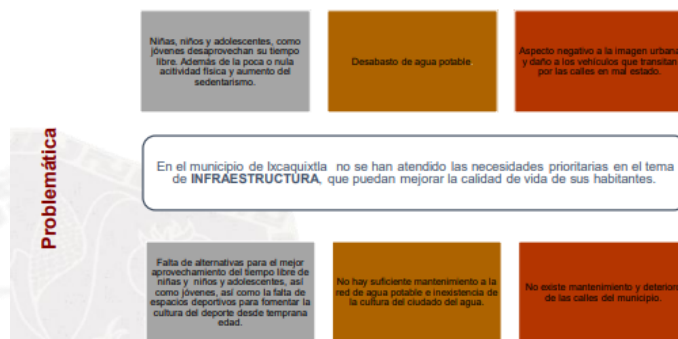 Niñas, niños y adolescentes, como
jóvenes desaprovechan su tiempo
libre. Además de la poca o nula
acitividad física y aumento del
sedentarismo.
Desabasto de agua potable.
Aspecto negativo a la imagen urbana
y daño a los vehículos que transitan
por las calles en mal estado.
Problemática
En el municipio de Ixcaquixtla no se han atendido las necesidades prioritarias en el tema
de INFRAESTRUCTURA, que puedan mejorar la calidad de vida de sus habitantes.
Falta de alternativas para el mejor
aprovechamiento del tiempo libre de
niñas y niños y adolescentes, así
como jóvenes, así como la falta de
espacios deportivos para fomentar la
cultura del deporte desde temprana
edad.
No hay suficiente mantenimiento a la
red de agua potable e inexistencia de
la cultura del ciudado del agua.
No existe mantenimiento y deterioro
de las calles del municipio.